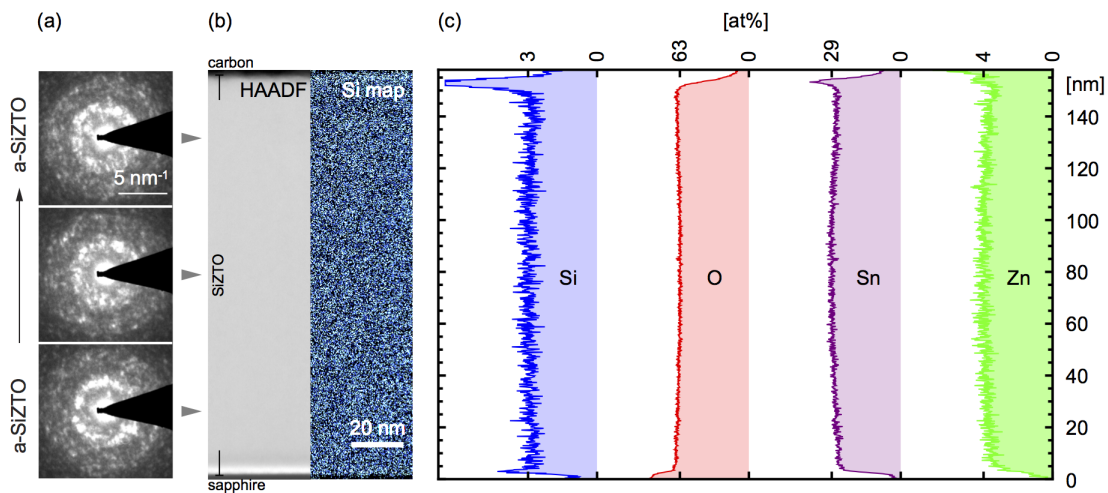 (a)
(b)
(c)
[at%]
carbon
HAADF
Si map
SiZTO
sapphire
20 nm
a-SiZTO
a-SiZTO
5 nm-1
3
0
63
0
29
0
4
0
[nm]
140
120
100
80
60
40
20
0
Si
O
Sn
Zn